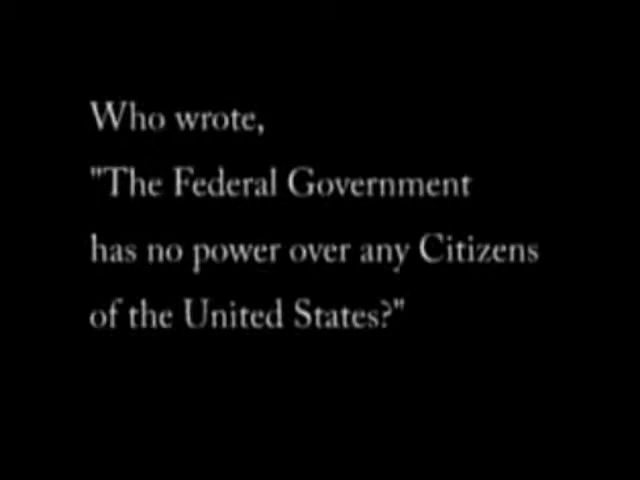 Who wrote,
"The Federal Government
has no power over any Citizens
of the United States?"